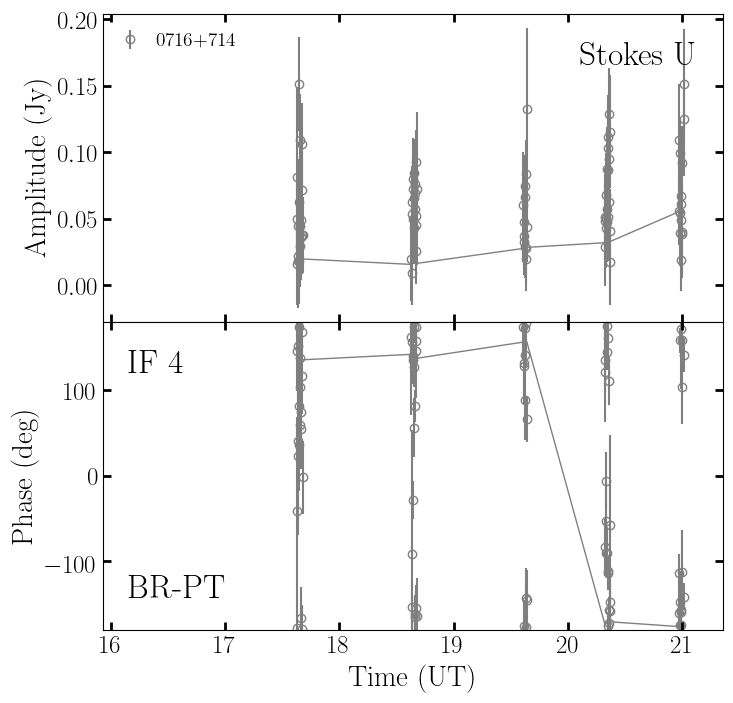 0.20
0716+714
Stokes U
0.15
0.10
0.05
0.00
Amplitude (Jy)
IF 4
100
0
−100
Phase (deg)
BR-PT
16 17 18 19 20 21
Time (UT)